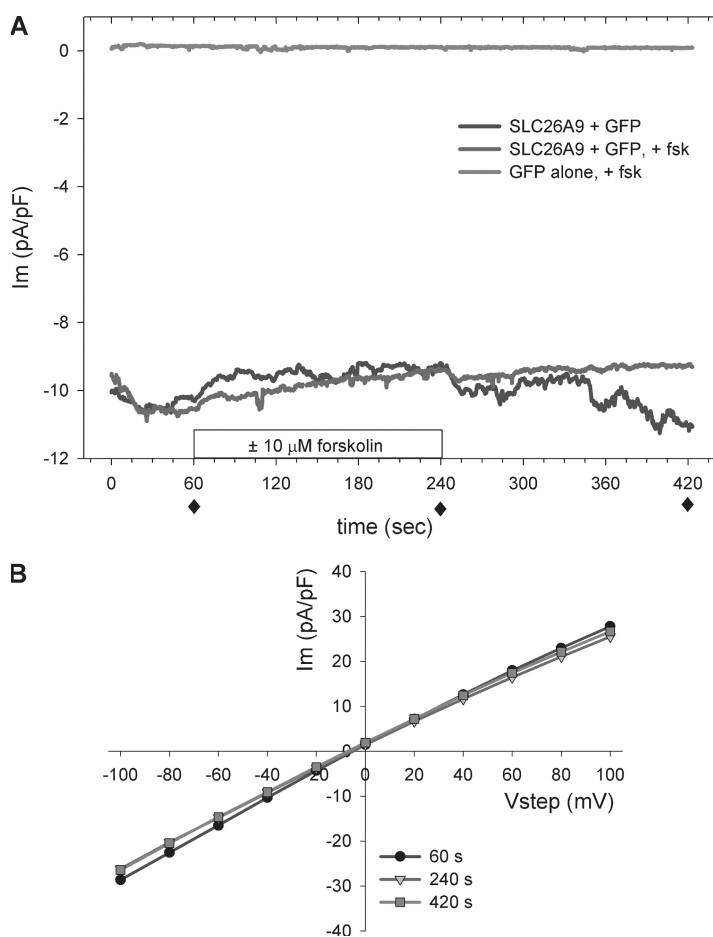 A
Im (pA/pF)
0
-2
-4
-6
-8
-10
-12
SLC26A9 + GFP
SLC26A9 + GFP, + fsk
GFP alone, + fsk
± 10 μM forskolin
0 60 120 180 240 300 360 420
time (sec)
B
Im (pA/pF)
40
30
20
10
0
-10
-20
-30
-40
-100 -80 -60 -40 -20 0 20 40 60 80 100
Vstep (mV)
60 s
240 s
420 s